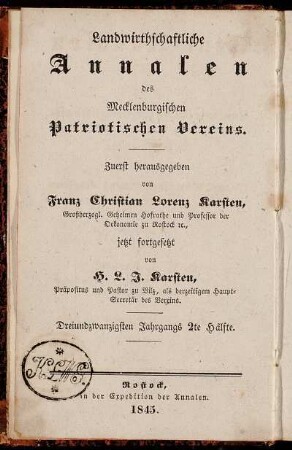 Landwirthschaftliche
Annalen
des
Mecklenburgischen
Patriotischen Vereins.
Zuerst herausgegeben
von
Franz Christian Lorenz Karsten,
Großherzogl. Geheimen Hofrathe und Professor der
Oekonomie zu Rostock ꝛc.,
jetzt fortgesetzt
von
H. L. F. Karsten,
Präpositus und Pastor zu Vilz, als derzeitigem Haupt-
Secretär des Vereins.
Dreiundzwanzigsten Jahrgangs 2te Hälfte.
Rostock,
in der Expedition der Annalen.
1845.